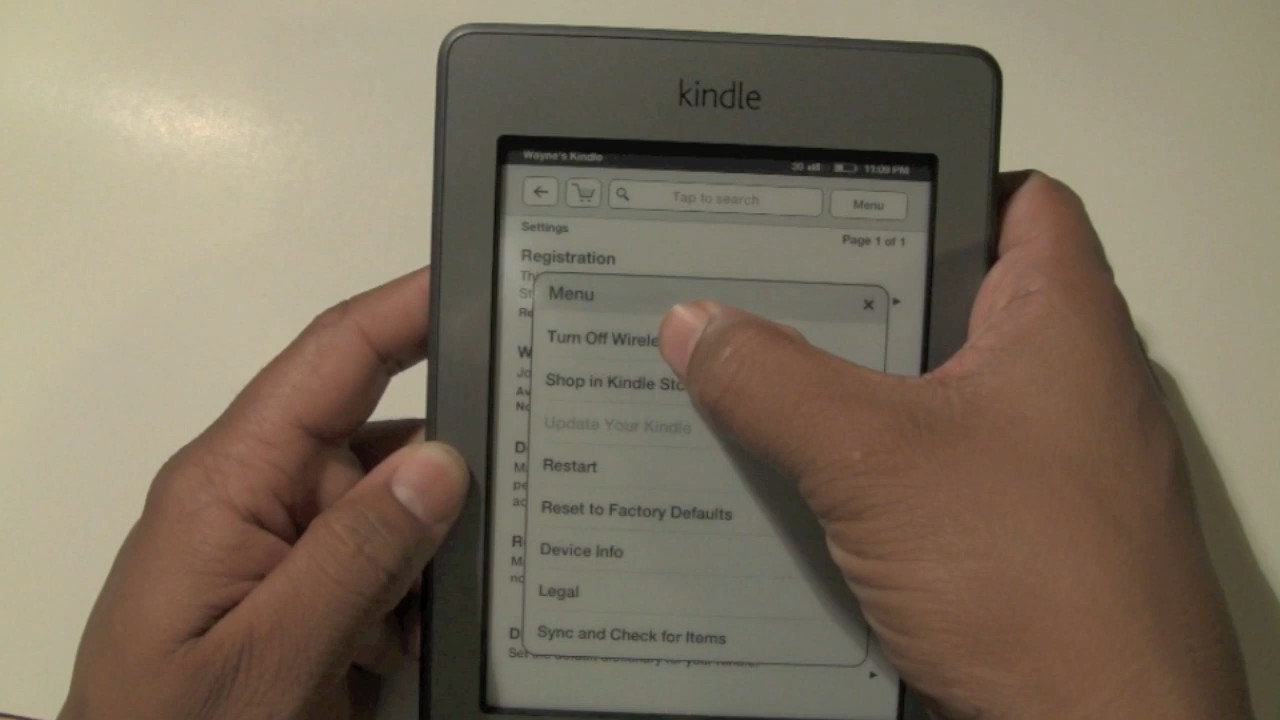 kindle
Wayne's Kindle 3G 11:09 PM
Tap to search Menu
Settings Page 1 of 1
Registration
Menu
Turn Off Wirele
Shop in Kindle Sto
Update Your Kindle
Restart
Reset to Factory Defaults
Device Info
Legal
Sync and Check for Items